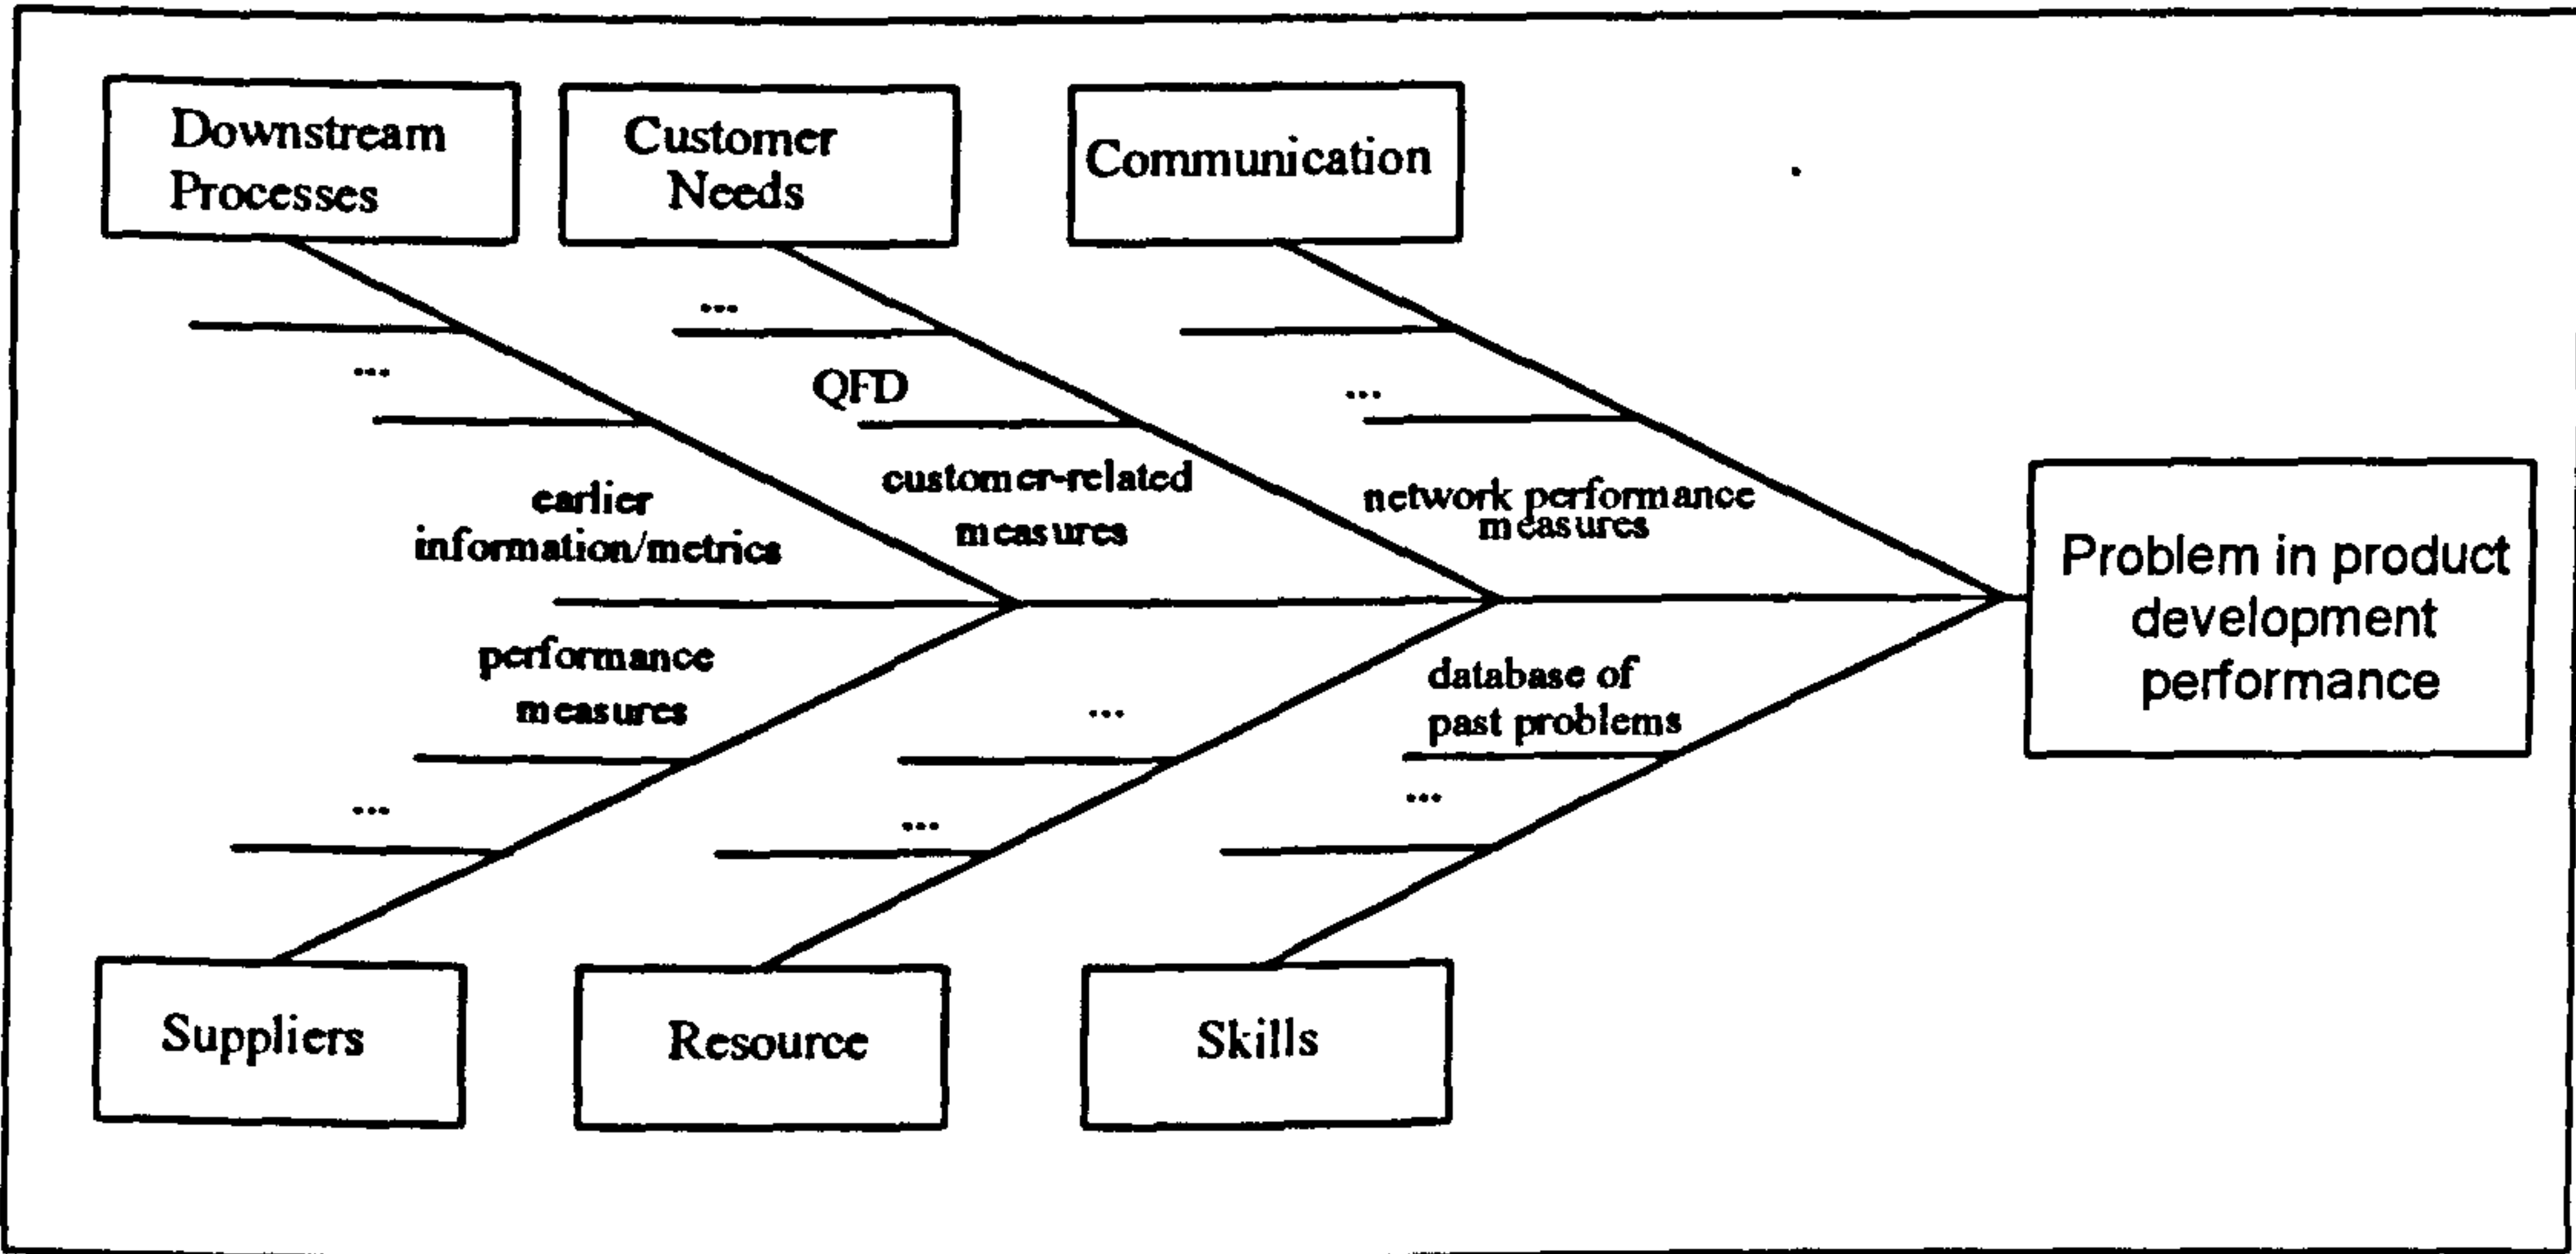 Downstream
Processes
Customer
Needs
Communication
...
...
QFD
...
customer-related
measures
earlier
information/metrics
network performance
measures
Problem in product
development
performance
performance
measures
database of
past problems
...
...
...
...
Suppliers
Resource
Skills